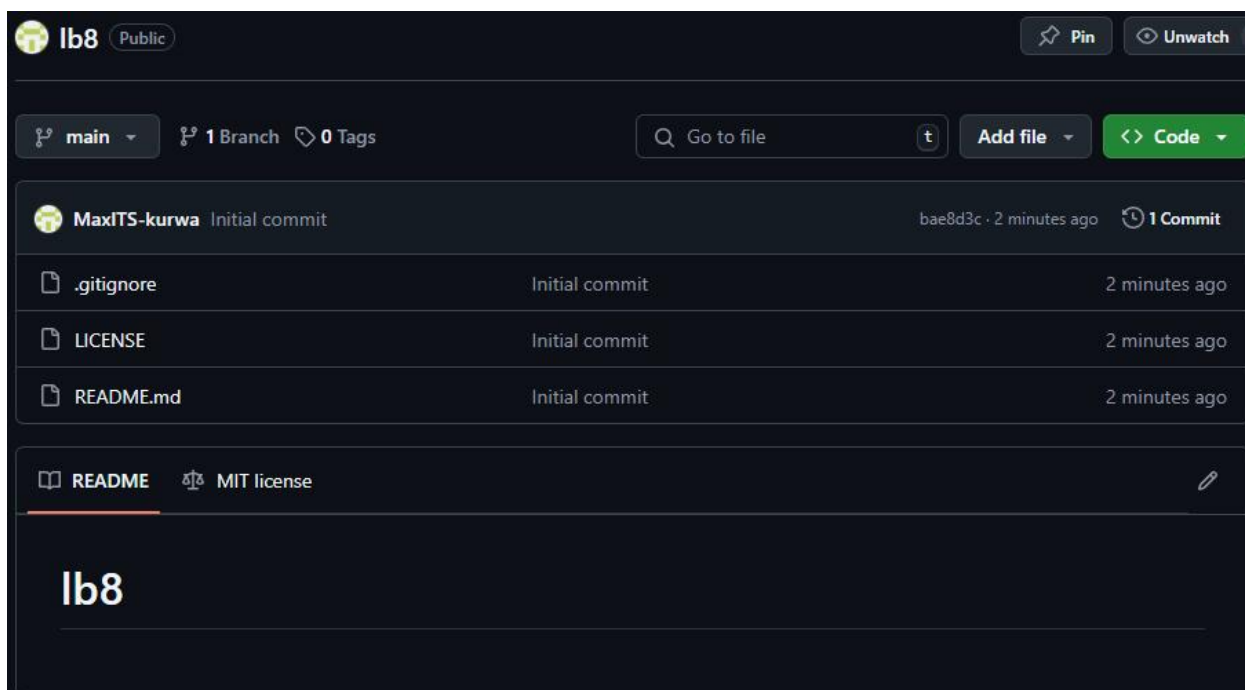 lb8 Public Pin Unwatch
main 1 Branch 0 Tags Go to file t Add file <> Code
MaxITS-kurwa Initial commit bae8d3c · 2 minutes ago 1 Commit
.gitignore Initial commit 2 minutes ago
LICENSE Initial commit 2 minutes ago
README.md Initial commit 2 minutes ago
README MIT license
lb8